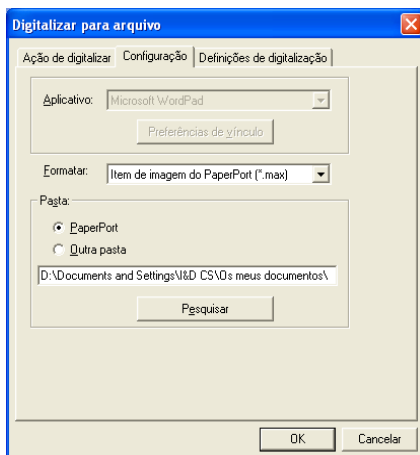 Digitalizar para arquivo
Ação de digitalizar Configuração Definições de digitalização
Aplicativo: Microsoft WordPad
Preferências de vínculo
Formatar: Item de imagem do PaperPort (*.max)
Pasta:
PaperPort
Outra pasta
D:\Documents and Settings\I&D CS\Os meus documentos\
Pesquisar
OK Cancelar